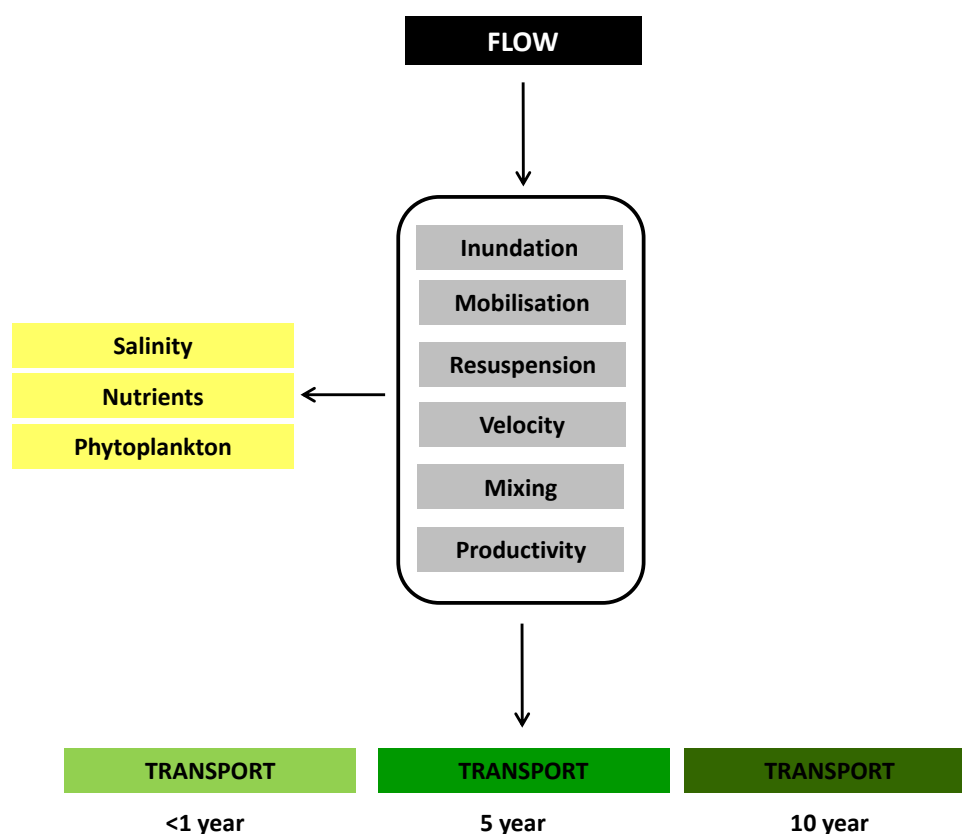 FLOW
Inundation
Mobilisation
Resuspension
Velocity
Mixing
Productivity
Salinity
Nutrients
Phytoplankton
TRANSPORT TRANSPORT TRANSPORT
<1 year 5 year 10 year